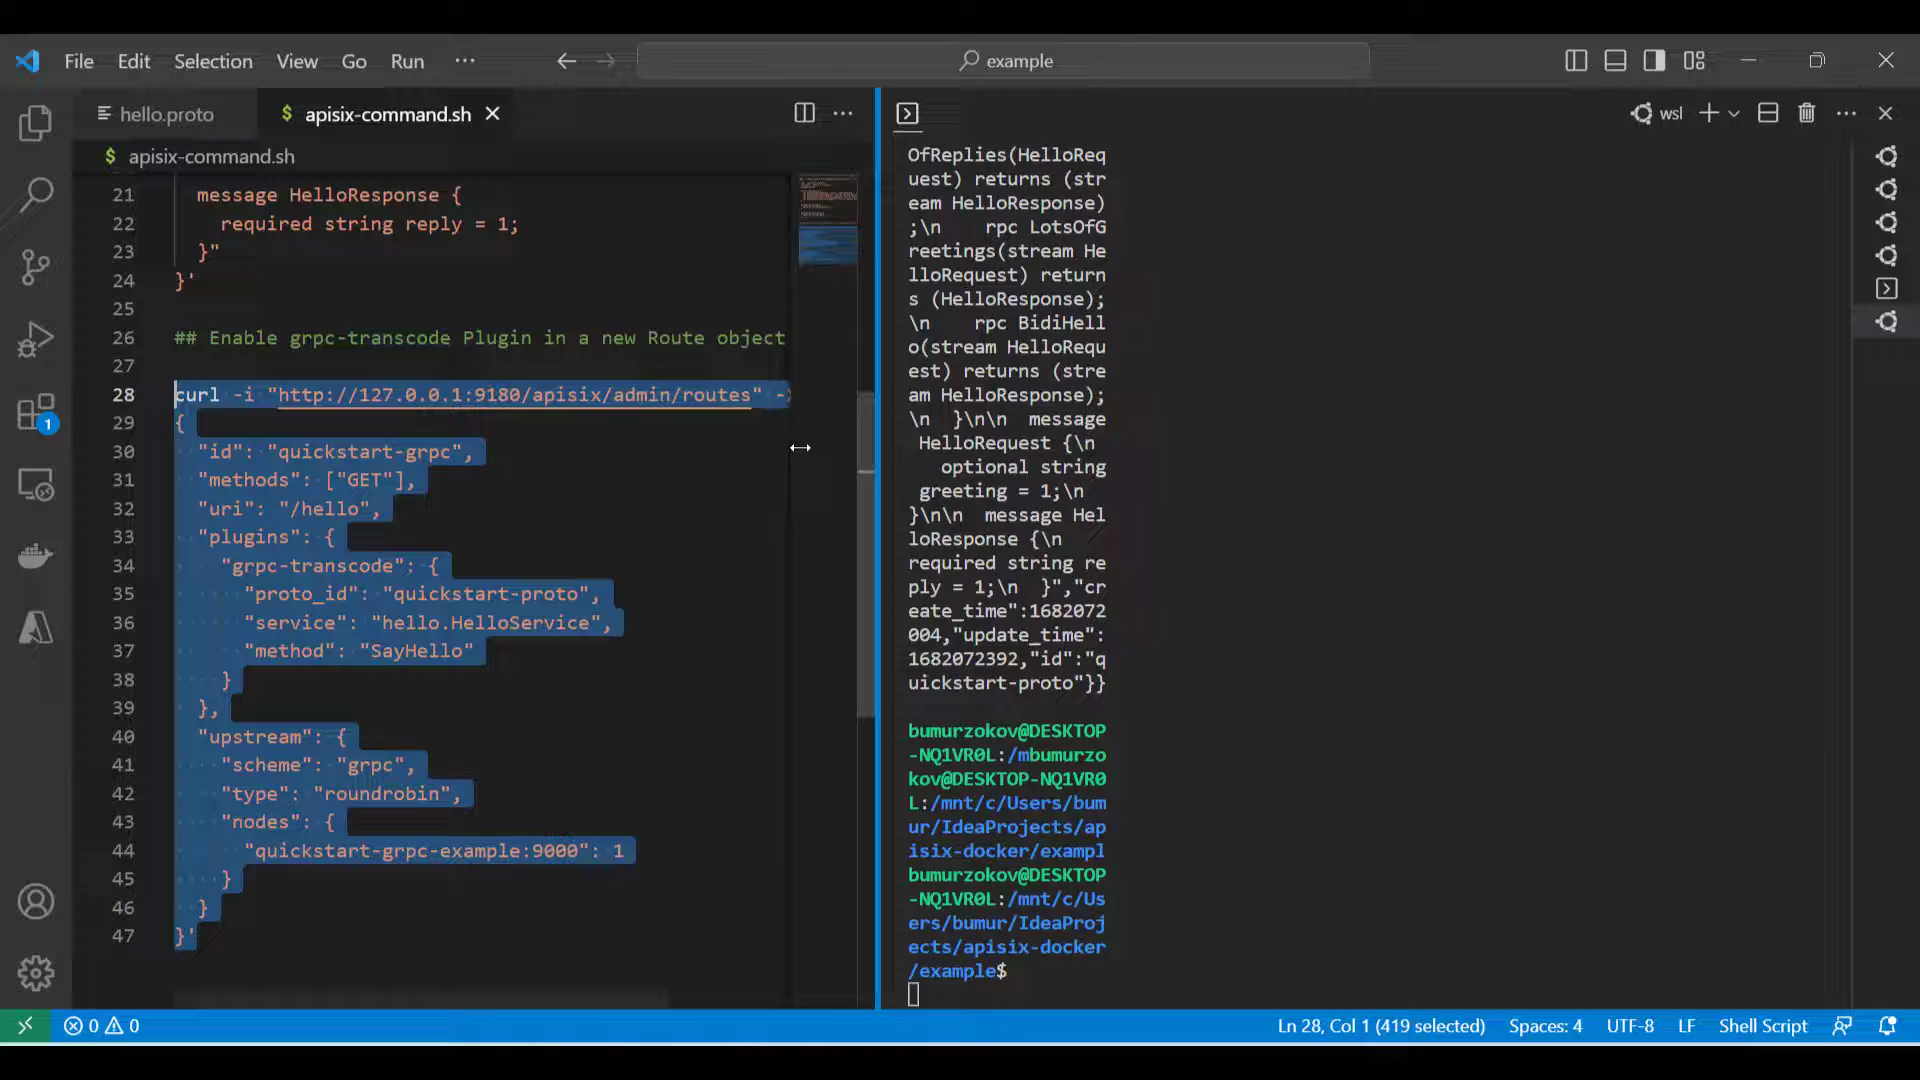 File Edit Selection View Go Run ···
example
hello.proto
$ apisix-command.sh
wsl
$ apisix-command.sh
21 message HelloResponse {
22 required string reply = 1;
23 }"
24 }'
25
26 ## Enable grpc-transcode Plugin in a new Route object
27
28 curl -i "http://127.0.0.1:9180/apisix/admin/routes" -
29 {
30 "id": "quickstart-grpc",
31 "methods": ["GET"],
32 "uri": "/hello",
33 "plugins": {
34 "grpc-transcode": {
35 "proto_id": "quickstart-proto",
36 "service": "hello.HelloService",
37 "method": "SayHello"
38 }
39 },
40 "upstream": {
41 "scheme": "grpc",
42 "type": "roundrobin",
43 "nodes": {
44 "quickstart-grpc-example:9000": 1
45 }
46 }
47 }'
OfReplies(HelloReq
uest) returns (str
eam HelloResponse)
;\n    rpc LotsOfG
reetings(stream He
lloRequest) return
s (HelloResponse);
\n    rpc BidiHell
o(stream HelloRequ
est) returns (stre
am HelloResponse);
\n  }\n\n  message
HelloRequest {\n
optional string
greeting = 1;\n
}\n\n  message Hel
loResponse {\n
required string re
ply = 1;\n  }","cr
eate_time":1682072
004,"update_time":
1682072392,"id":"q
uickstart-proto"}}
bumurzokov@DESKTOP
-NQ1VR0L:/mbumurzo
kov@DESKTOP-NQ1VR0
L:/mnt/c/Users/bum
ur/IdeaProjects/ap
isix-docker/exampl
bumurzokov@DESKTOP
-NQ1VR0L:/mnt/c/Us
ers/bumur/IdeaProj
ects/apisix-docker
/example$
1
0 0
Ln 28, Col 1 (419 selected) Spaces: 4 UTF-8 LF Shell Script